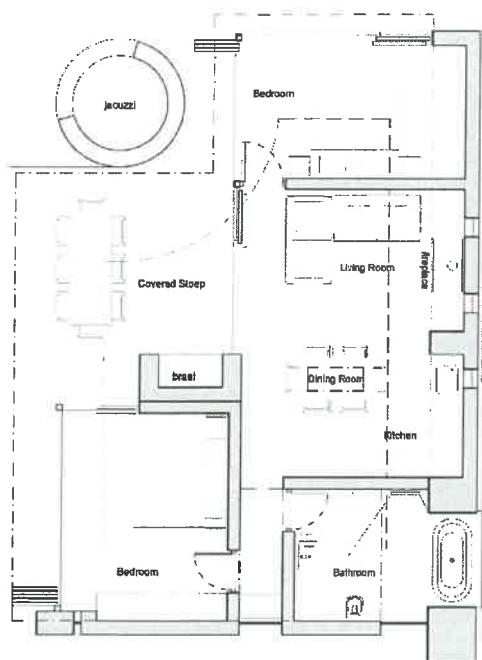 jacuzzi
Bedroom
Living Room
fireplace
Covered Stoep
braai
Dining Room
Kitchen
Bedroom
Bathroom